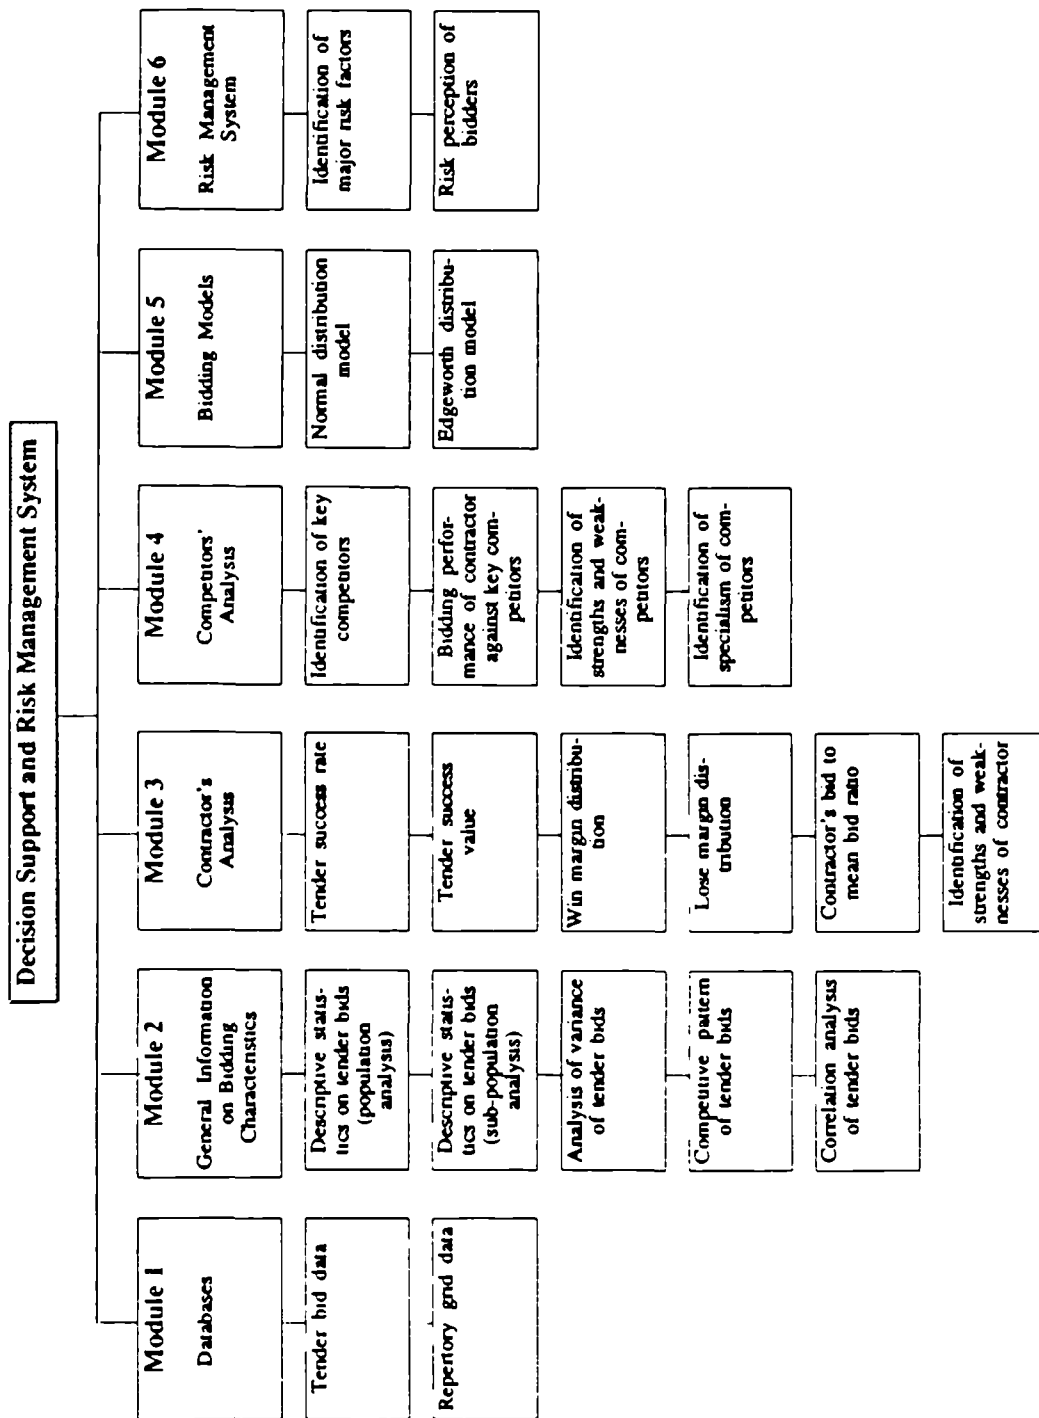 Decision Support and Risk Management System
Module 1
Databases
Tender bid data
Repertory grid data
Module 2
General Information
on Bidding
Characteristics
Descriptive statis-
tics on tender bids
(population
analysis)
Descriptive statis-
tics on tender bids
(sub-population
analysis)
Analysis of variance
of tender bids
Competitive pattern
of tender bids
Correlation analysis
of tender bids
Module 3
Contractor's
Analysis
Tender success rate
Tender success
value
Win margin distribu-
tion
Lose margin dis-
tribution
Contractor's bid to
mean bid ratio
Identification of
strengths and weak-
nesses of contractor
Module 4
Competitors'
Analysis
Identification of key
competitors
Bidding perfor-
mance of contractor
against key com-
petitors
Identification of
strengths and weak-
nesses of com-
petitors
Identification of
specialism of com-
petitors
Module 5
Bidding Models
Normal distribution
model
Edgeworth distribu-
tion model
Module 6
Risk Management
System
Identification of
major risk factors
Risk perception of
bidders